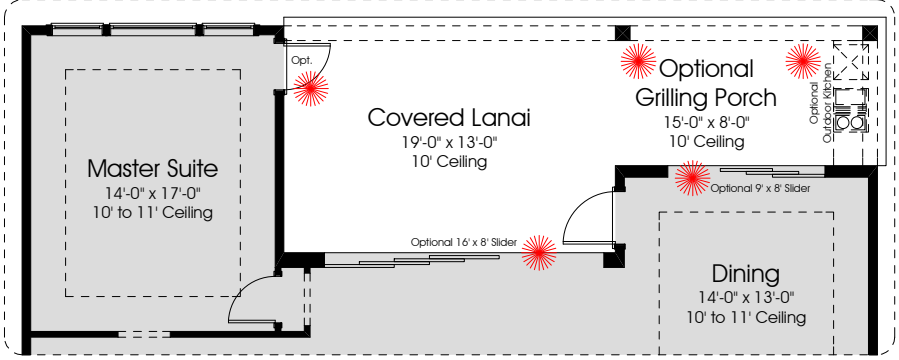 Opt.
Optional
Grilling Porch
15'-0" x 8'-0"
10' Ceiling
Optional
Outdoor Kitchen
Covered Lanai
19'-0" x 13'-0"
10' Ceiling
Master Suite
14'-0" x 17'-0"
10' to 11' Ceiling
Optional 9' x 8' Slider
Optional 16' x 8' Slider
Dining
14'-0" x 13'-0"
10' to 11' Ceiling